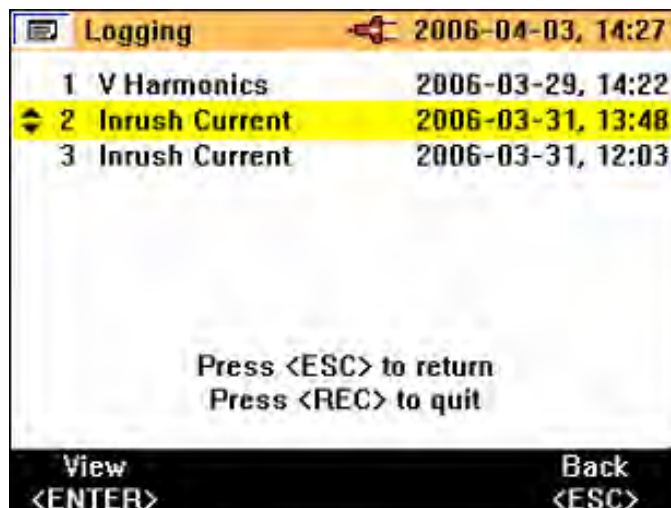 Logging 2006-04-03, 14:27
1 V Harmonics 2006-03-29, 14:22
2 Inrush Current 2006-03-31, 13:48
3 Inrush Current 2006-03-31, 12:03
Press <ESC> to return
Press <REC> to quit
View Back
<ENTER> <ESC>